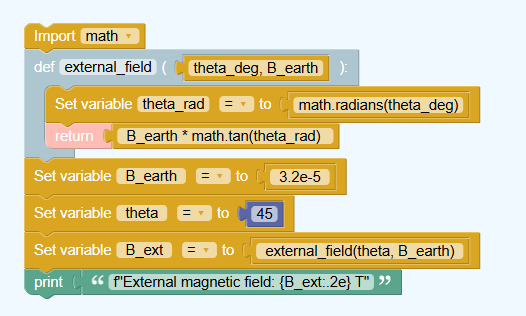 Import math
def external_field ( theta_deg, B_earth ):
Set variable theta_rad = to math.radians(theta_deg)
return B_earth * math.tan(theta_rad)
Set variable B_earth = to 3.2e-5
Set variable theta = to 45
Set variable B_ext = to external_field(theta, B_earth)
print “ f"External magnetic field: {B_ext:.2e} T" ”